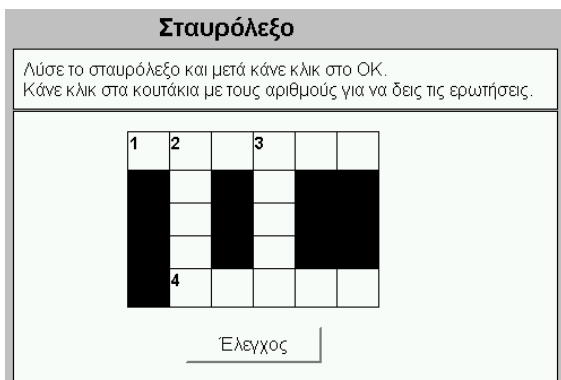 Σταυρόλεξο
Λύσε το σταυρόλεξο και μετά κάνε κλικ στο OK.
Κάνε κλικ στα κουτάκια με τους αριθμούς για να δεις τις ερωτήσεις.
1 2 3
4
Έλεγχος